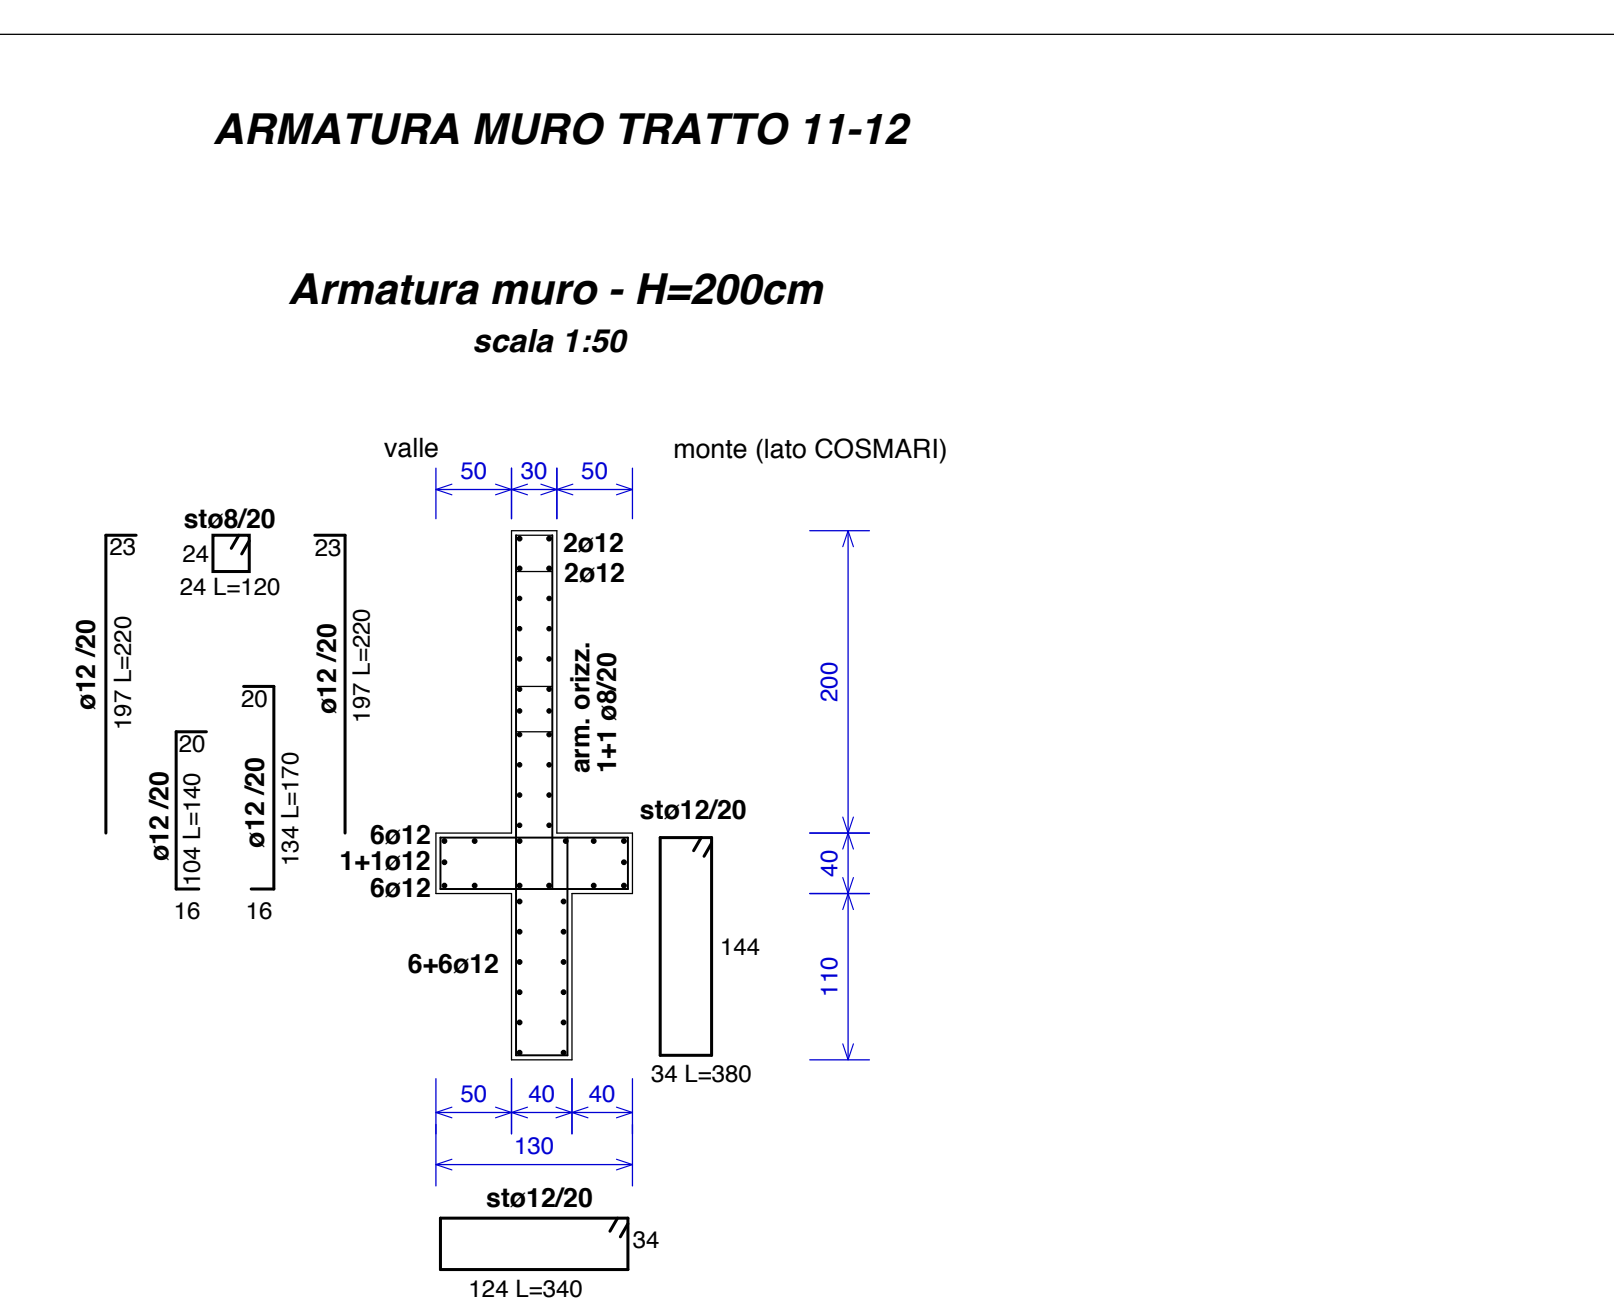 ARMATURA MURO TRATTO 11-12
Armatura muro - H=200cm
scala 1:50
valle
monte (lato COSMARI)
50
30
50
stø8/20
24
24 L=120
23
ø12 /20
197 L=220
23
ø12 /20
197 L=220
2ø12
2ø12
arm. orizz.
1+1 ø8/20
200
20
ø12 /20
134 L=170
16
20
ø12 /20
104 L=140
16
stø12/20
6ø12
1+1ø12
6ø12
40
144
6+6ø12
110
34 L=380
50
40
40
130
stø12/20
34
124 L=340